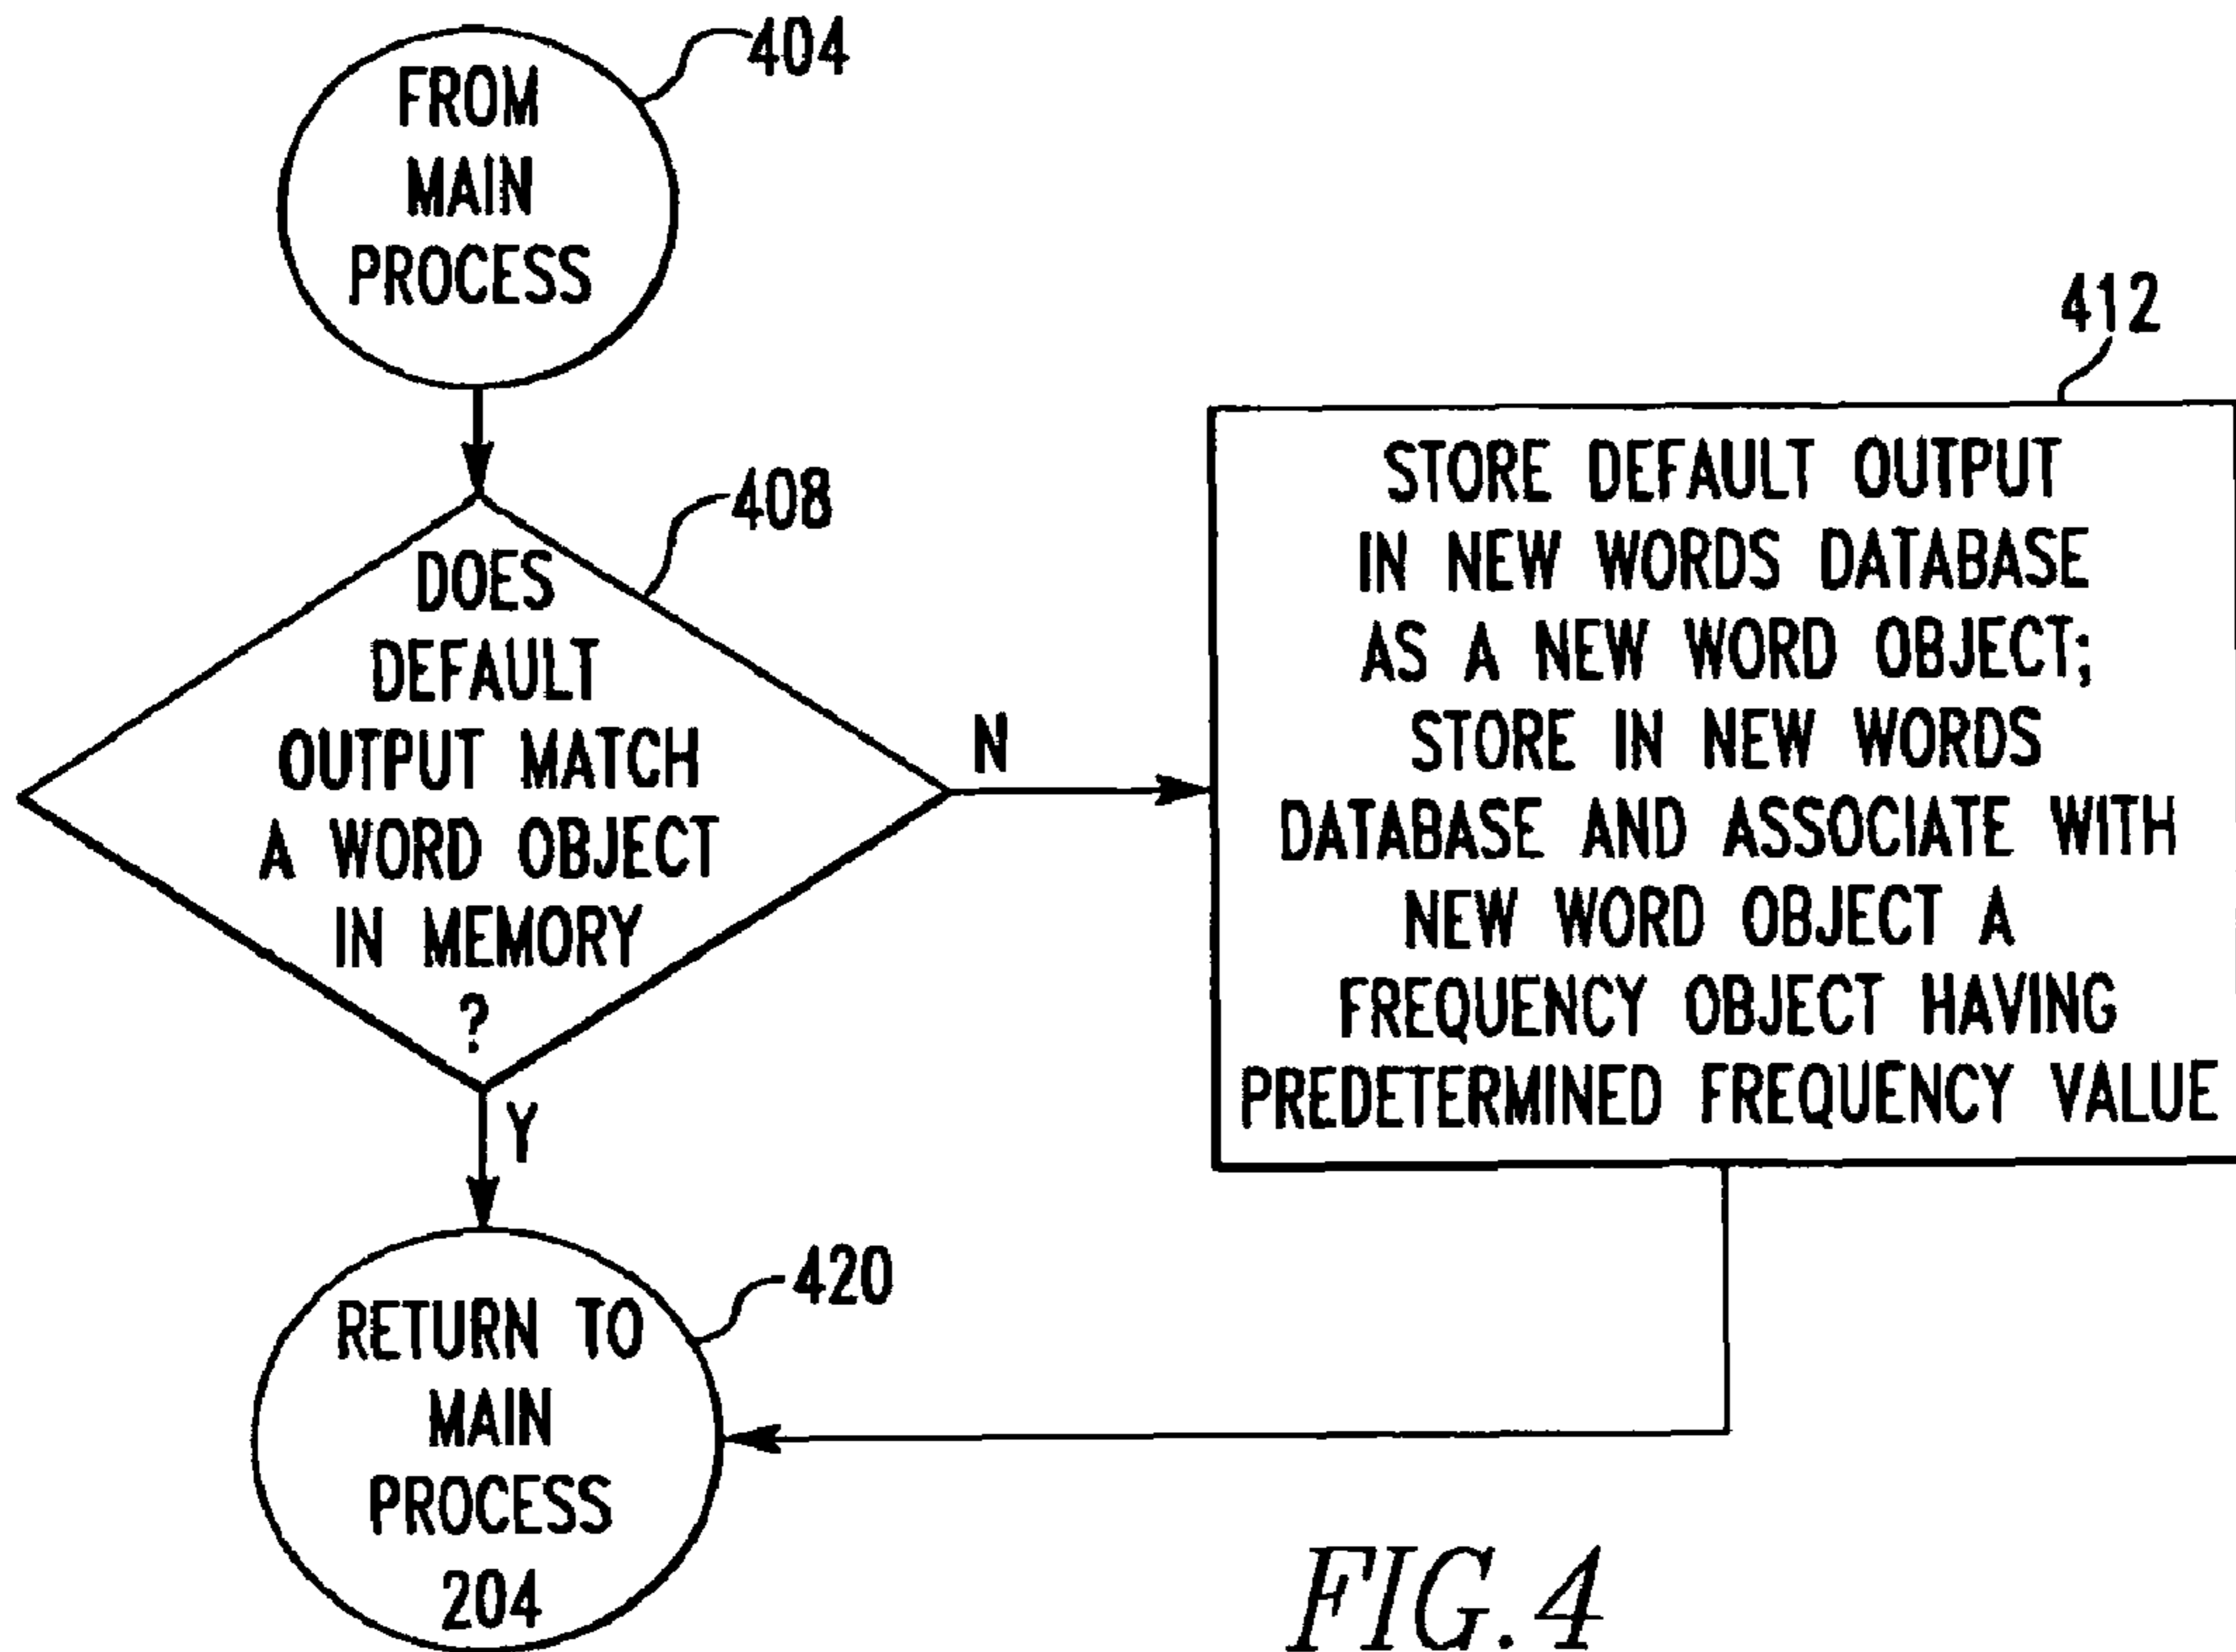 404
FROM
MAIN
PROCESS
408
DOES
DEFAULT
OUTPUT MATCH
A WORD OBJECT
IN MEMORY
?
N
Y
412
STORE DEFAULT OUTPUT
IN NEW WORDS DATABASE
AS A NEW WORD OBJECT;
STORE IN NEW WORDS
DATABASE AND ASSOCIATE WITH
NEW WORD OBJECT A
FREQUENCY OBJECT HAVING
PREDETERMINED FREQUENCY VALUE
420
RETURN TO
MAIN
PROCESS
204
FIG. 4